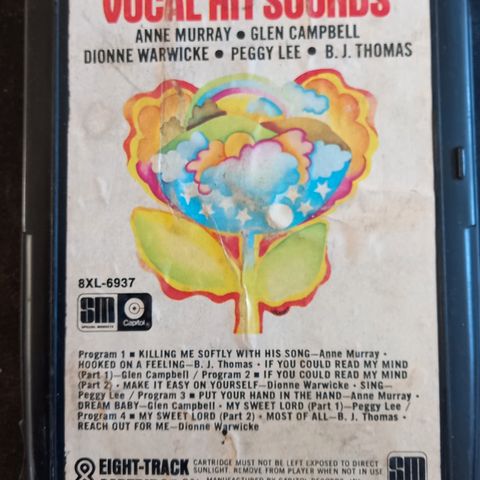 VOCAL HIT SOUNDS
ANNE MURRAY • GLEN CAMPBELL
DIONNE WARWICKE • PEGGY LEE • B. J. THOMAS
8XL-6937
SM
SPECIAL MARKETS
Capitol
Program 1 ■ KILLING ME SOFTLY WITH HIS SONG—Anne Murray •
HOOKED ON A FEELING—B. J. Thomas • IF YOU COULD READ MY MIND
(Part 1)—Glen Campbell / Program 2 ■ IF YOU COULD READ MY MIND
(Part 2) • MAKE IT EASY ON YOURSELF—Dionne Warwicke • SING—
Peggy Lee / Program 3 ■ PUT YOUR HAND IN THE HAND—Anne Murray •
DREAM BABY—Glen Campbell • MY SWEET LORD (Part 1)—Peggy Lee /
Program 4 ■ MY SWEET LORD (Part 2) • MOST OF ALL—B. J. Thomas •
REACH OUT FOR ME—Dionne Warwicke
8 EIGHT-TRACK
CARTRIDGE MUST NOT BE LEFT EXPOSED TO DIRECT
SUNLIGHT. REMOVE FROM PLAYER WHEN NOT IN USE
MANUFACTURED BY CAPITOL RECORDS, INC.
SM